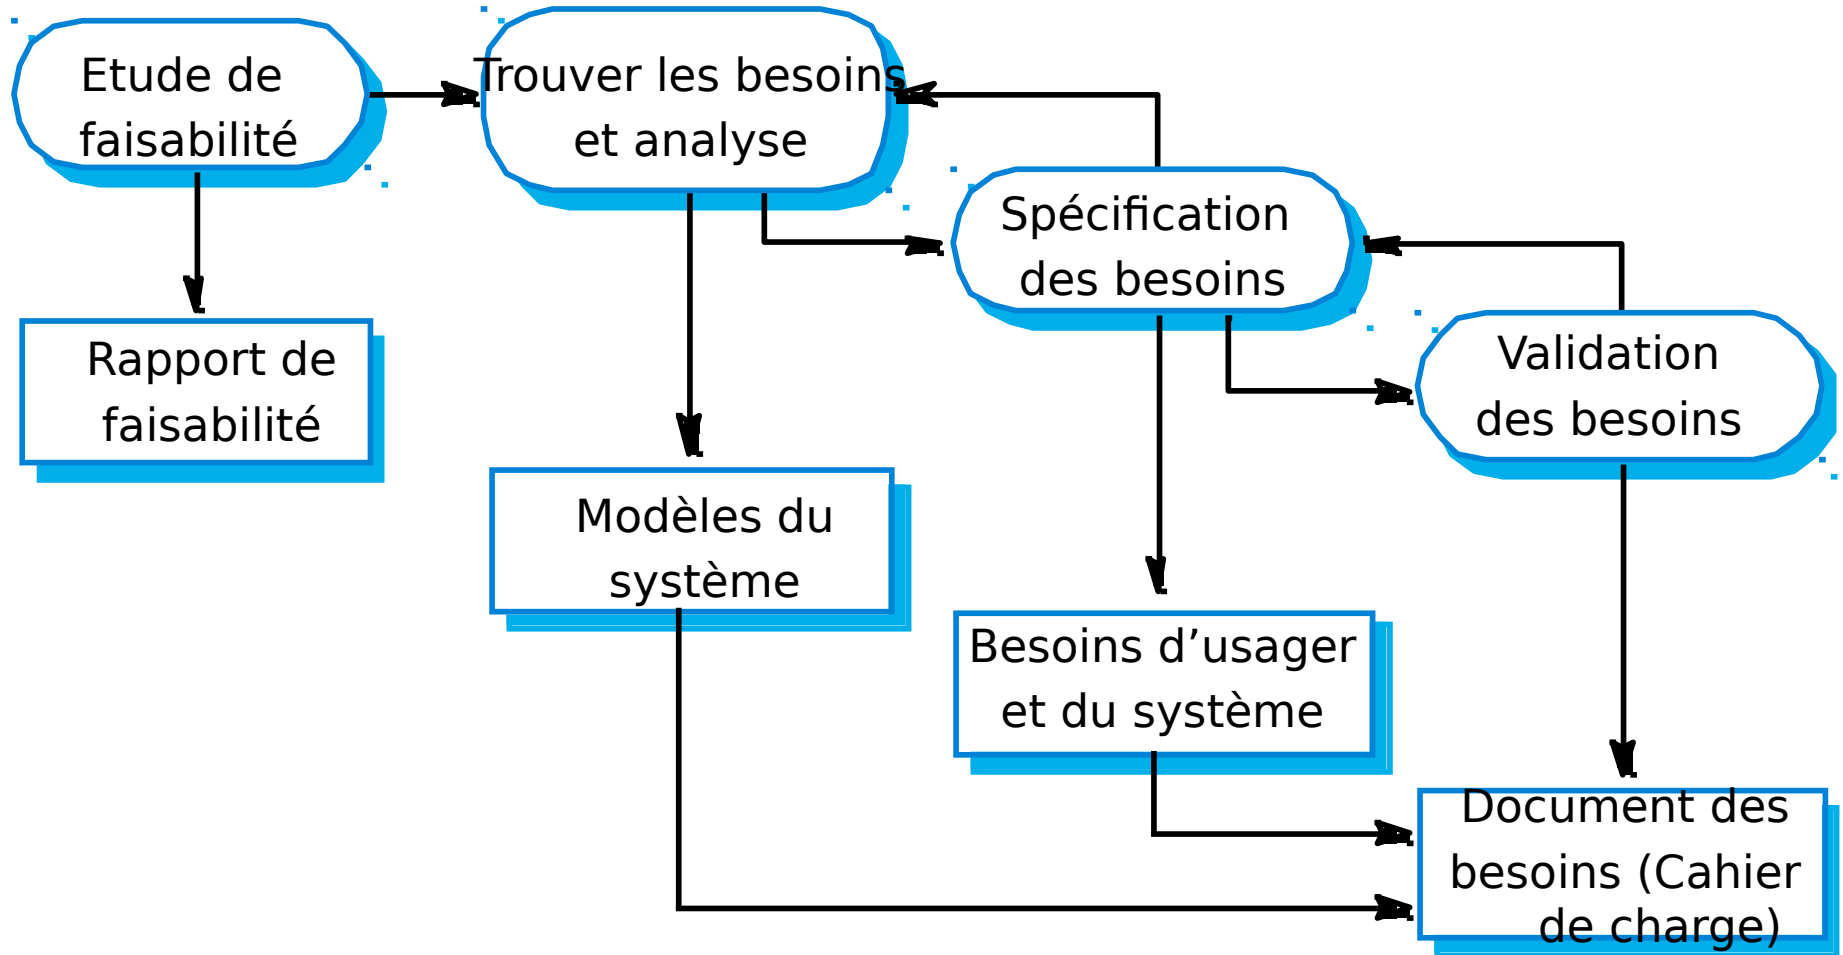 Etude de
faisabilité
Trouver les besoins
et analyse
Spécification
des besoins
Validation
des besoins
Rapport de
faisabilité
Modèles du
système
Besoins d’usager
et du système
Document des
besoins (Cahier
de charge)